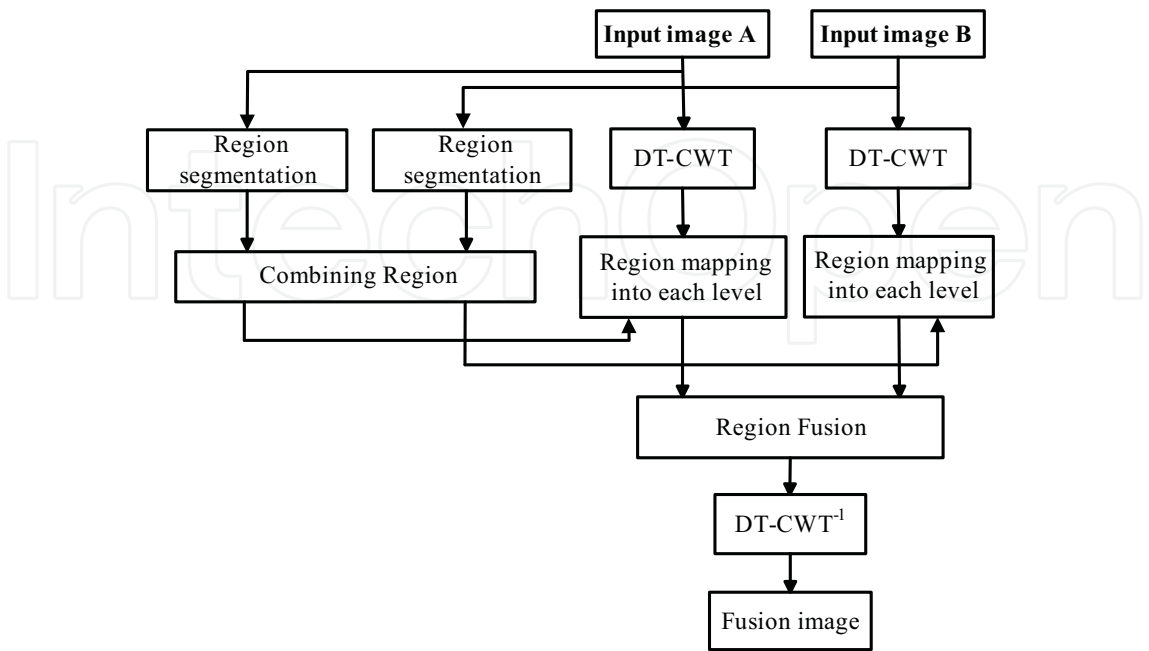 Input image A
Input image B
Region
segmentation
Region
segmentation
DT-CWT
DT-CWT
Combining Region
Region mapping
into each level
Region mapping
into each level
Region Fusion
DT-CWT⁻¹
Fusion image
IntechOpen